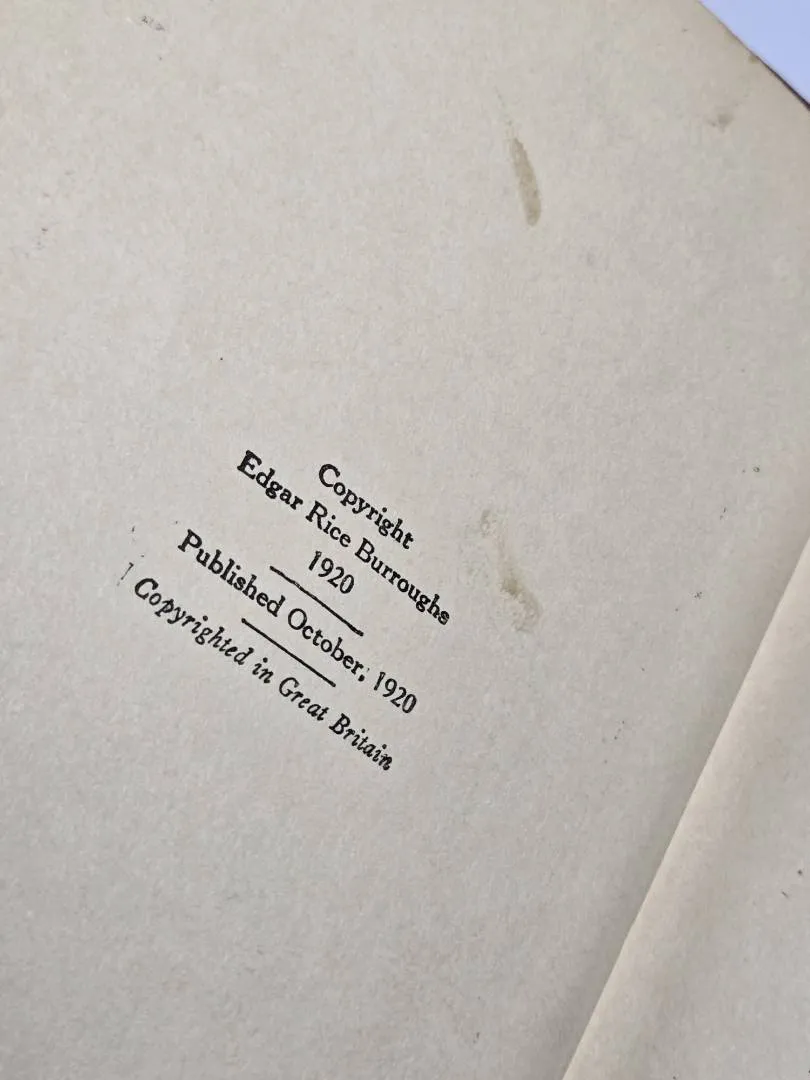 Copyright
Edgar Rice Burroughs
1920
Published October, 1920
Copyrighted in Great Britain